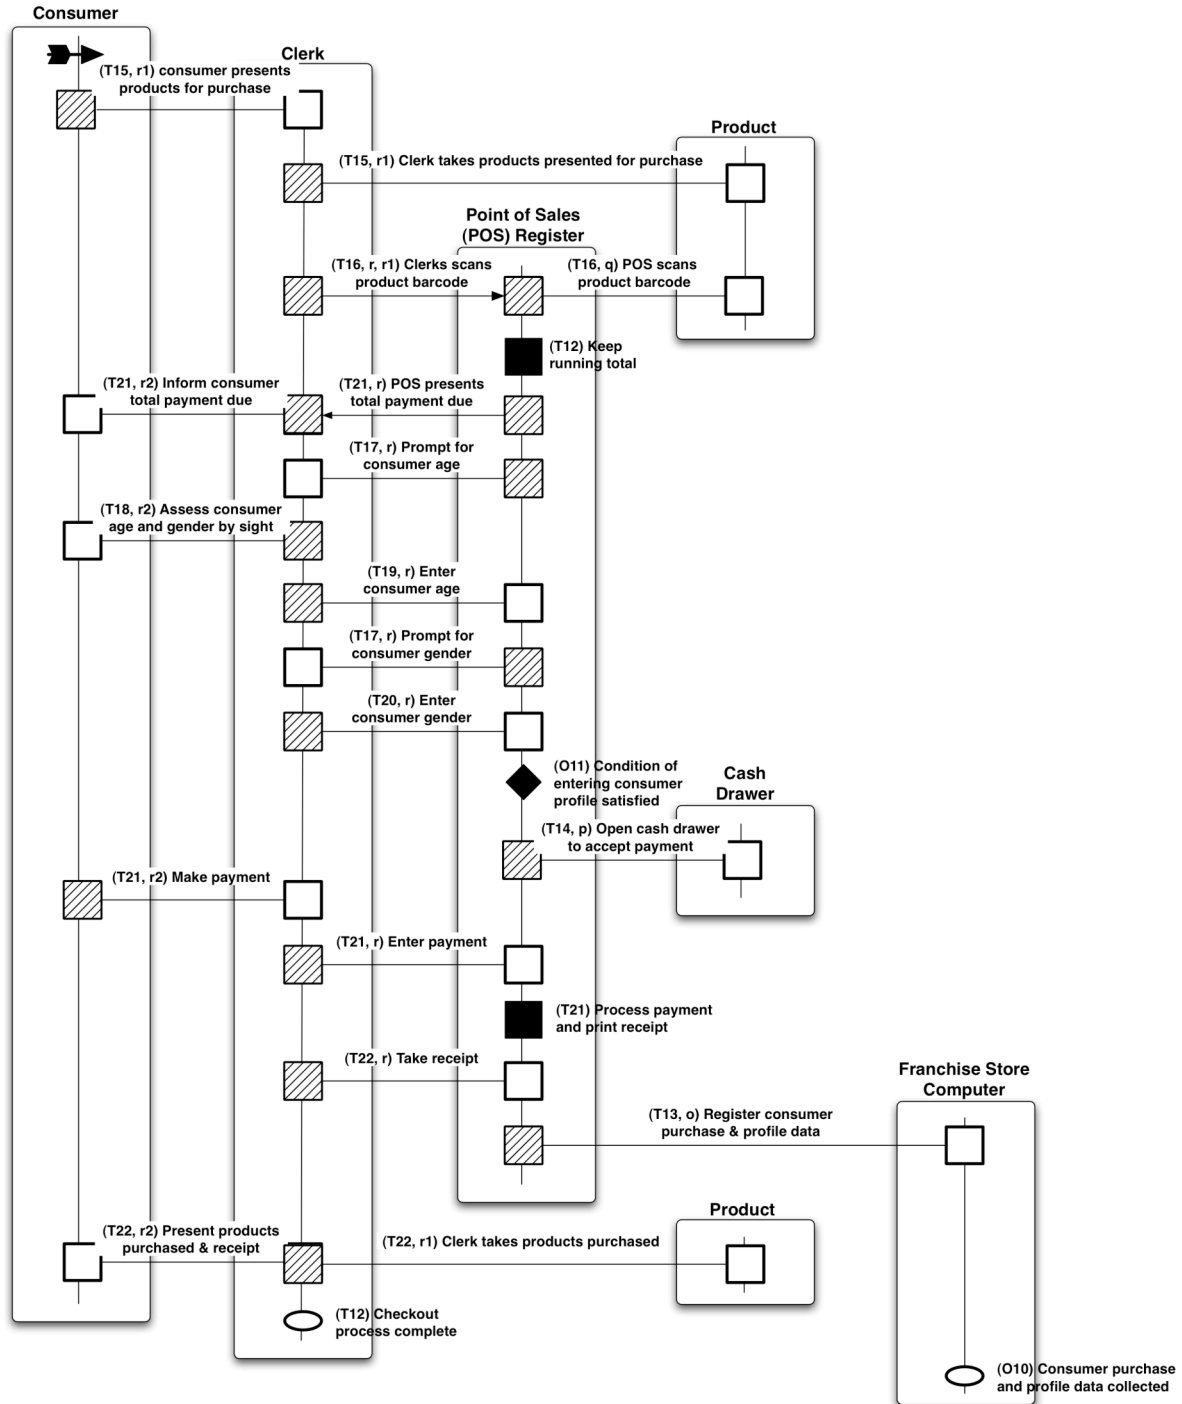 Consumer
Clerk
(T15, r1) consumer presents
products for purchase
Product
(T15, r1) Clerk takes products presented for purchase
Point of Sales
(POS) Register
(T16, r, r1) Clerks scans
product barcode
(T16, q) POS scans
product barcode
(T12) Keep
running total
(T21, r2) Inform consumer
total payment due
(T21, r) POS presents
total payment due
(T17, r) Prompt for
consumer age
(T18, r2) Assess consumer
age and gender by sight
(T19, r) Enter
consumer age
(T17, r) Prompt for
consumer gender
(T20, r) Enter
consumer gender
(O11) Condition of
entering consumer
profile satisfied
Cash
Drawer
(T14, p) Open cash drawer
to accept payment
(T21, r2) Make payment
(T21, r) Enter payment
(T21) Process payment
and print receipt
(T22, r) Take receipt
Franchise Store
Computer
(T13, o) Register consumer
purchase & profile data
Product
(T22, r2) Present products
purchased & receipt
(T22, r1) Clerk takes products purchased
(T12) Checkout
process complete
(O10) Consumer purchase
and profile data collected